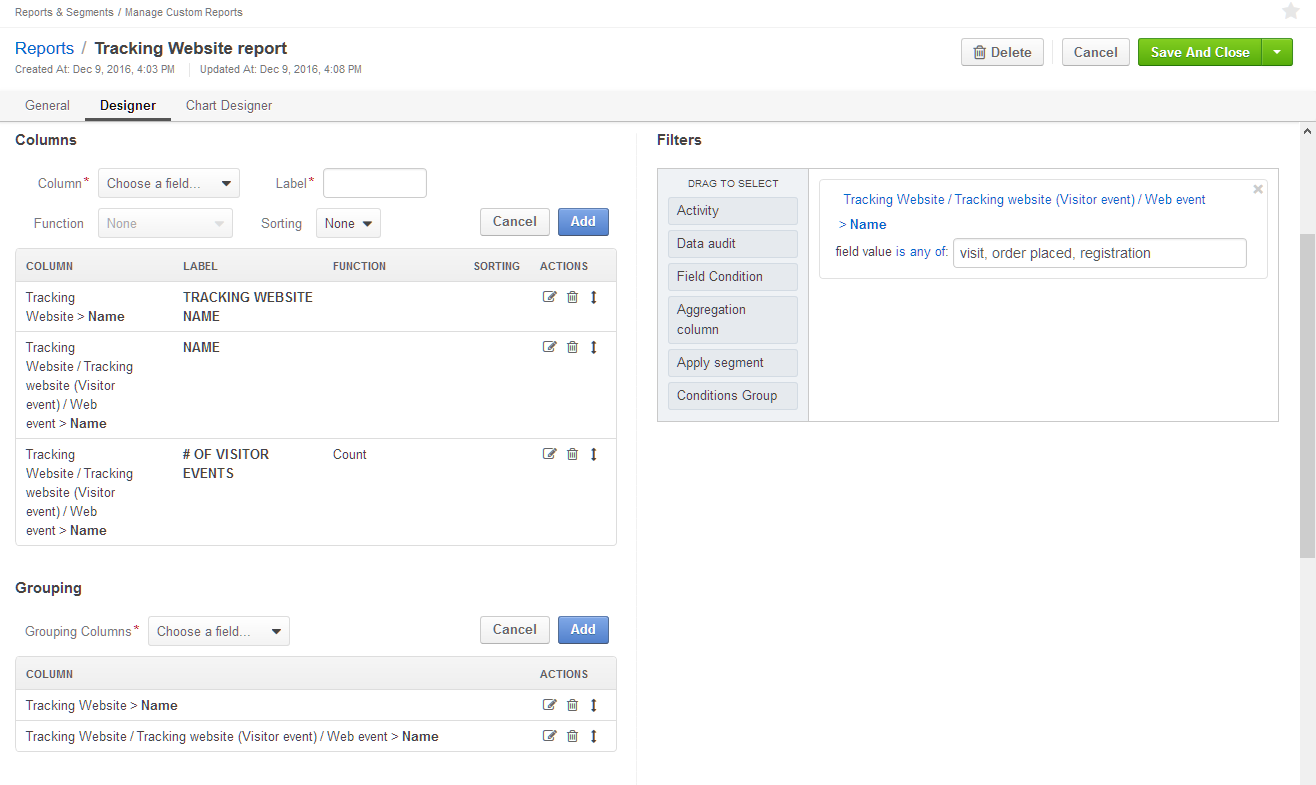 Reports & Segments / Manage Custom Reports
Reports / Tracking Website report
Created At: Dec 9, 2016, 4:03 PM Updated At: Dec 9, 2016, 4:08 PM
Delete Cancel Save And Close
General Designer Chart Designer
Columns
Column* Choose a field... Label*
Function None Sorting None Cancel Add
COLUMN LABEL FUNCTION SORTING ACTIONS
Tracking
Website > Name
TRACKING WEBSITE
NAME
Tracking
Website / Tracking
website (Visitor
event) / Web
event > Name
NAME
Tracking
Website / Tracking
website (Visitor
event) / Web
event > Name
# OF VISITOR
EVENTS
Count
Grouping
Grouping Columns* Choose a field... Cancel Add
COLUMN ACTIONS
Tracking Website > Name
Tracking Website / Tracking website (Visitor event) / Web event > Name
Filters
DRAG TO SELECT
Activity
Data audit
Field Condition
Aggregation
column
Apply segment
Conditions Group
Tracking Website / Tracking website (Visitor event) / Web event
> Name
field value is any of: visit, order placed, registration